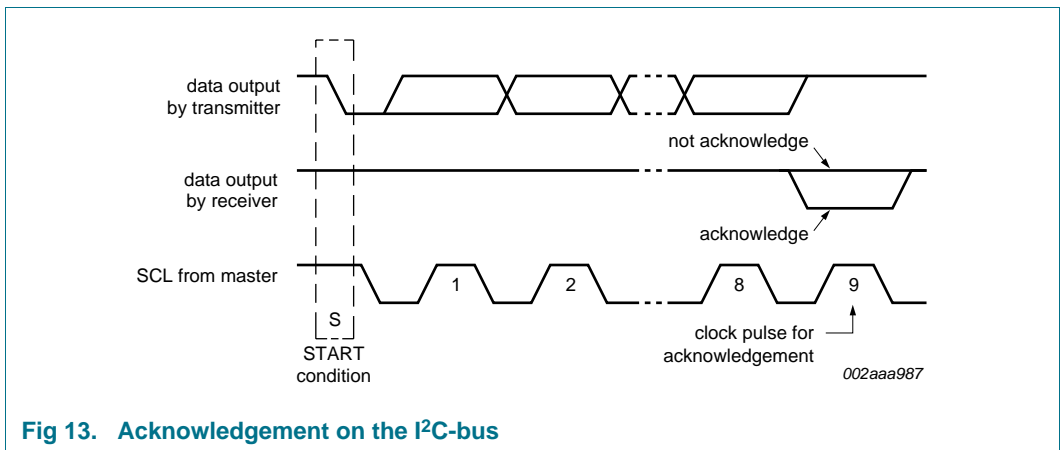 data output
by transmitter
not acknowledge
data output
by receiver
acknowledge
SCL from master
1
2
8
9
S
START
condition
clock pulse for
acknowledgement
002aaa987
Fig 13. Acknowledgement on the I²C-bus